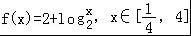 f(x)=2+log₂ˣ, x∈[1/4, 4]